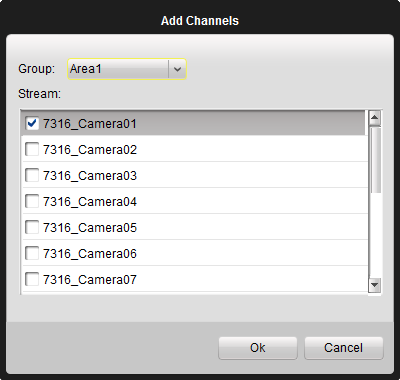 Add Channels
Group: Area1
Stream:
7316_Camera01
7316_Camera02
7316_Camera03
7316_Camera04
7316_Camera05
7316_Camera06
7316_Camera07
Ok Cancel